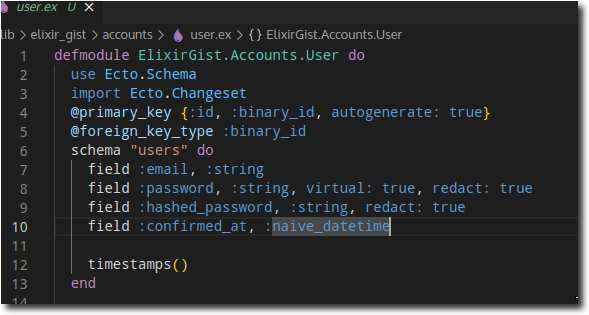 user.ex U
lib > elixir_gist > accounts > user.ex > {} ElixirGist.Accounts.User
1 defmodule ElixirGist.Accounts.User do
2 use Ecto.Schema
3 import Ecto.Changeset
4 @primary_key {:id, :binary_id, autogenerate: true}
5 @foreign_key_type :binary_id
6 schema "users" do
7 field :email, :string
8 field :password, :string, virtual: true, redact: true
9 field :hashed_password, :string, redact: true
10 field :confirmed_at, :naive_datetime
11
12 timestamps()
13 end
14